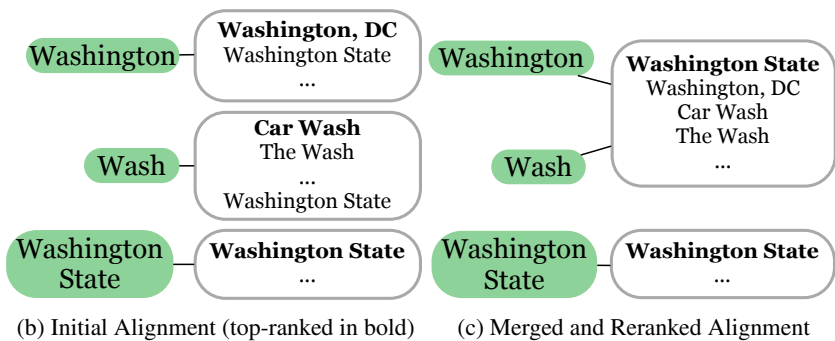 Washington
Washington, DC
Washington State
...
Wash
Car Wash
The Wash
...
Washington State
Washington
State
Washington State
...
(b) Initial Alignment (top-ranked in bold)
Washington
Wash
Washington State
Washington, DC
Car Wash
The Wash
...
Washington
State
Washington State
...
(c) Merged and Reranked Alignment